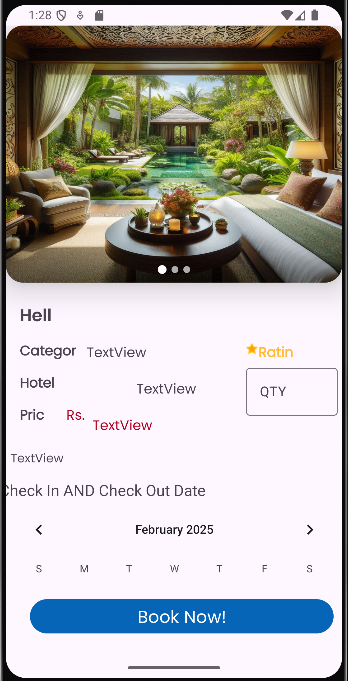 1:28
Hell
Categor TextView Ratin
Hotel TextView QTY
Pric Rs. TextView
TextView
Check In AND Check Out Date
February 2025
S M T W T F S
Book Now!